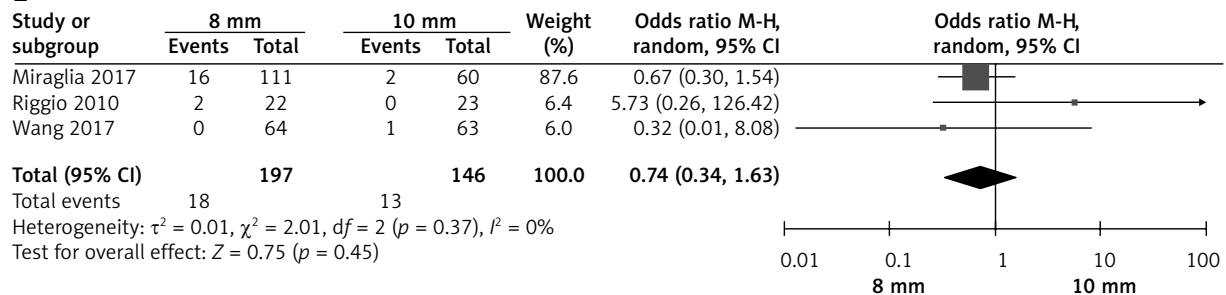 Study or 8 mm 10 mm Weight Odds ratio M-H, Odds ratio M-H,
subgroup Events Total Events Total (%) random, 95% CI random, 95% CI
Miraglia 2017 16 111 2 60 87.6 0.67 (0.30, 1.54)
Riggio 2010 2 22 0 23 6.4 5.73 (0.26, 126.42)
Wang 2017 0 64 1 63 6.0 0.32 (0.01, 8.08)
Total (95% CI) 197 146 100.0 0.74 (0.34, 1.63)
Total events 18 13
Heterogeneity: τ² = 0.01, χ² = 2.01, df = 2 (p = 0.37), I² = 0%
Test for overall effect: Z = 0.75 (p = 0.45)
0.01 0.1 1 10 100
8 mm 10 mm